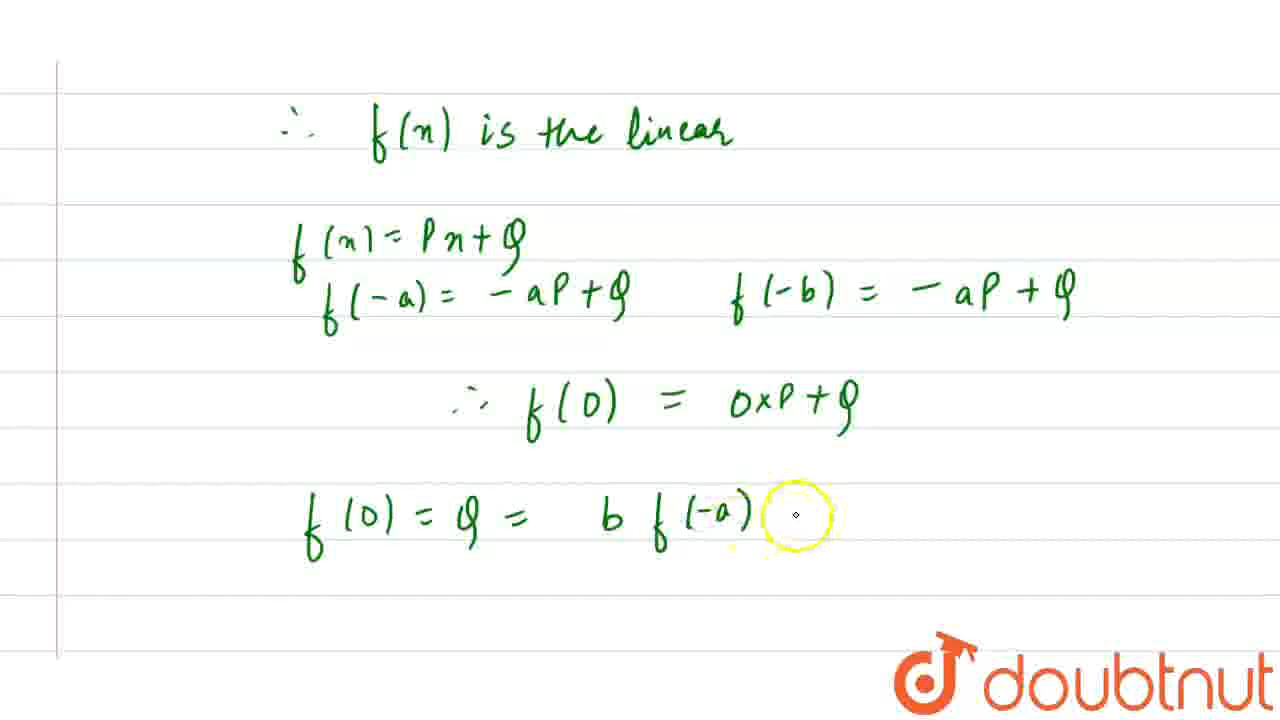 ∴ f(x) is the linear
f(x) = Px + Q
f(-a) = -aP + Q f(-b) = -aP + Q
∴ f(0) = 0×P + Q
f(0) = Q = b f(-a)
doubtnut